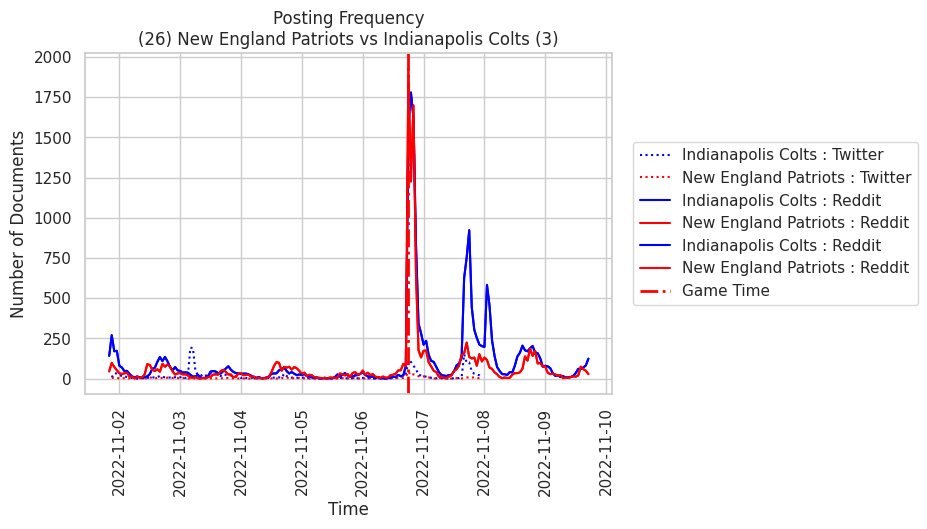 Posting Frequency
(26) New England Patriots vs Indianapolis Colts (3)
Number of Documents
2000
1750
1500
1250
1000
750
500
250
0
2022-11-02
2022-11-03
2022-11-04
2022-11-05
2022-11-06
2022-11-07
2022-11-08
2022-11-09
2022-11-10
Time
Indianapolis Colts : Twitter
New England Patriots : Twitter
Indianapolis Colts : Reddit
New England Patriots : Reddit
Indianapolis Colts : Reddit
New England Patriots : Reddit
Game Time